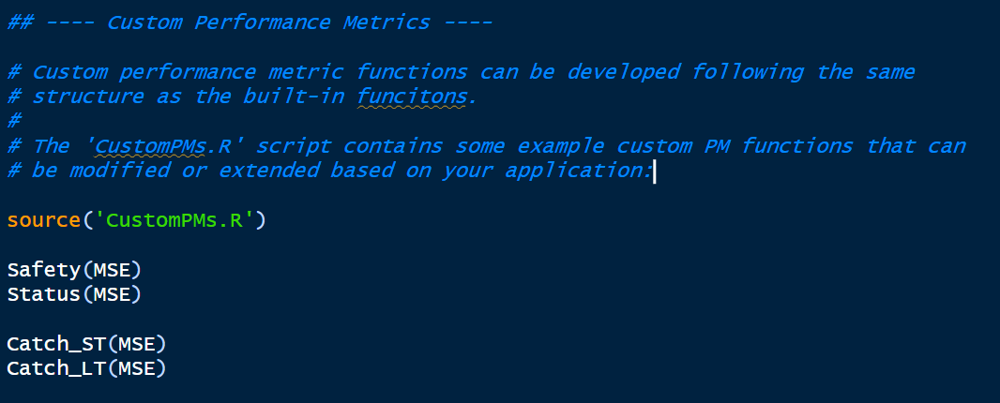 ## ---- Custom Performance Metrics ----
# Custom performance metric functions can be developed following the same
# structure as the built-in funcitons.
#
# The 'CustomPMs.R' script contains some example custom PM functions that can
# be modified or extended based on your application:
source('CustomPMs.R')
Safety(MSE)
Status(MSE)
Catch_ST(MSE)
Catch_LT(MSE)